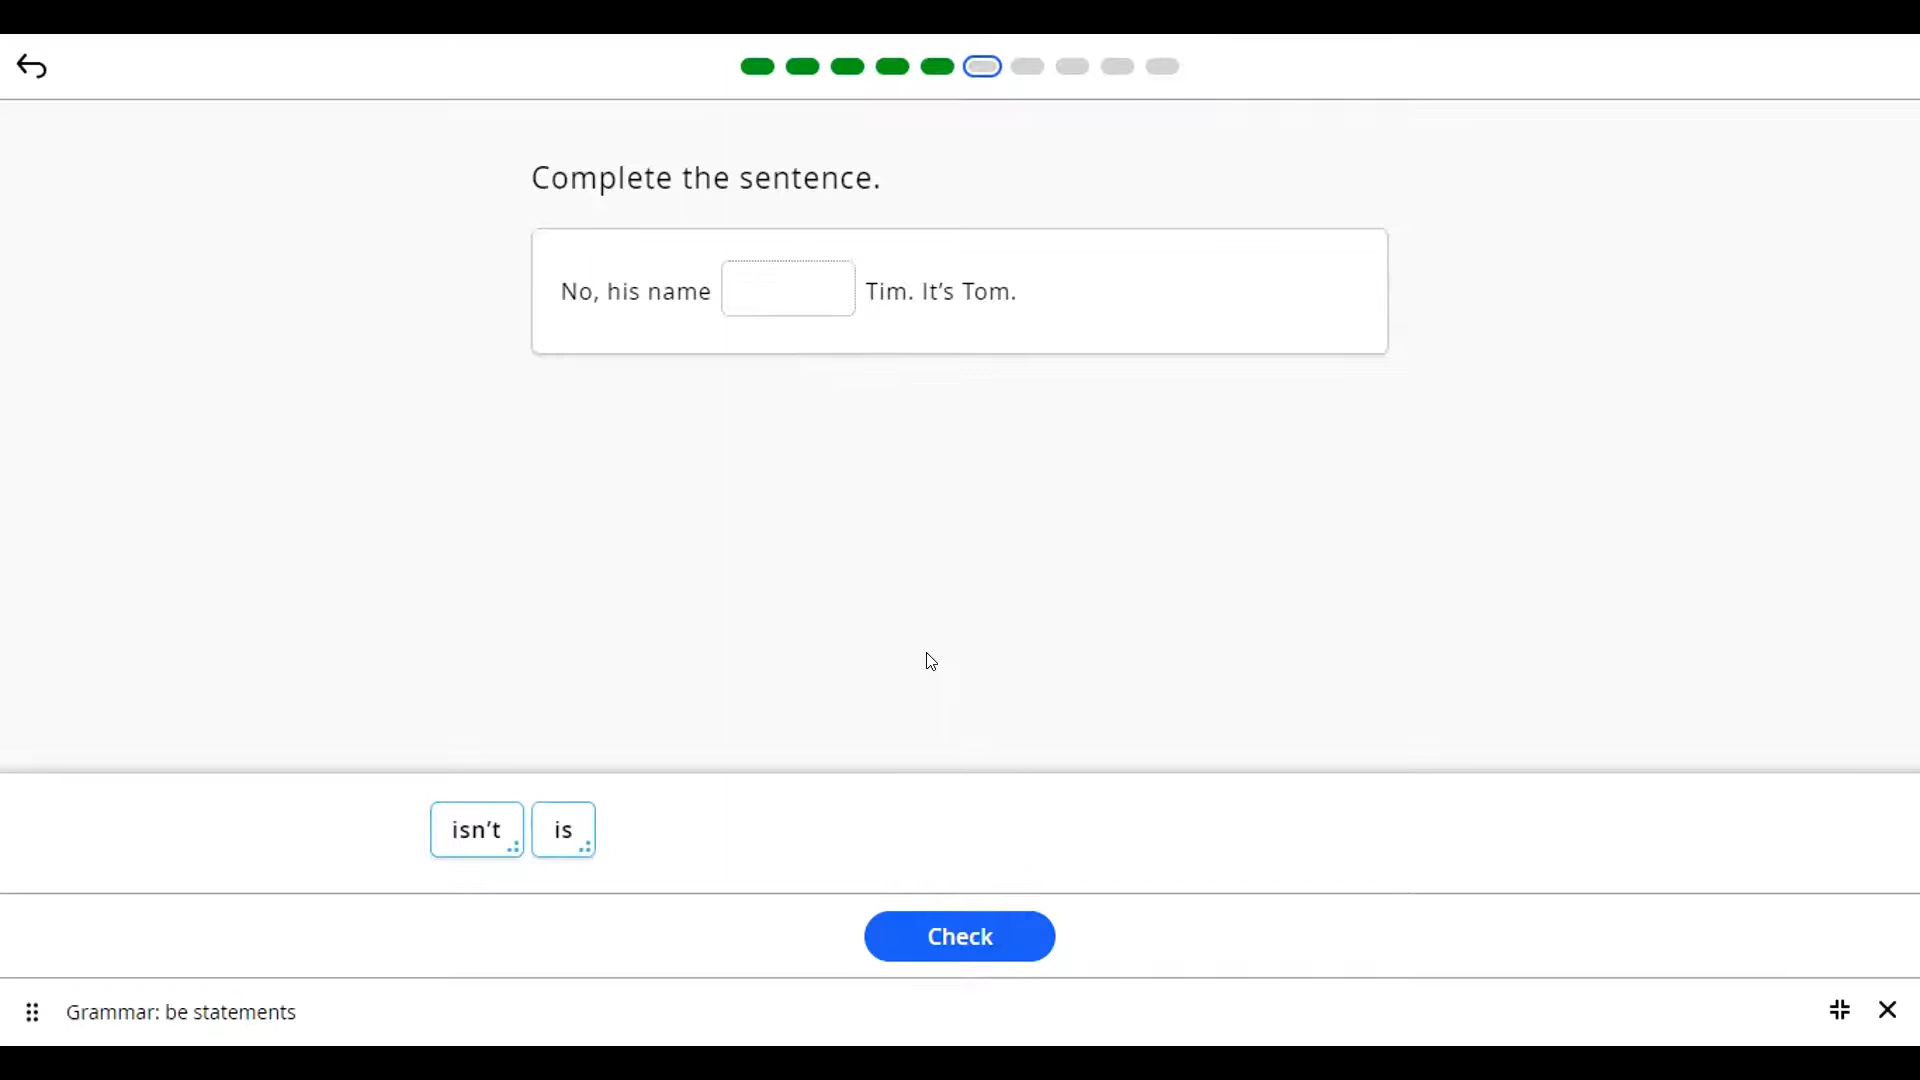 Complete the sentence.
No, his name Tim. It’s Tom.
isn’t is
Check
Grammar: be statements